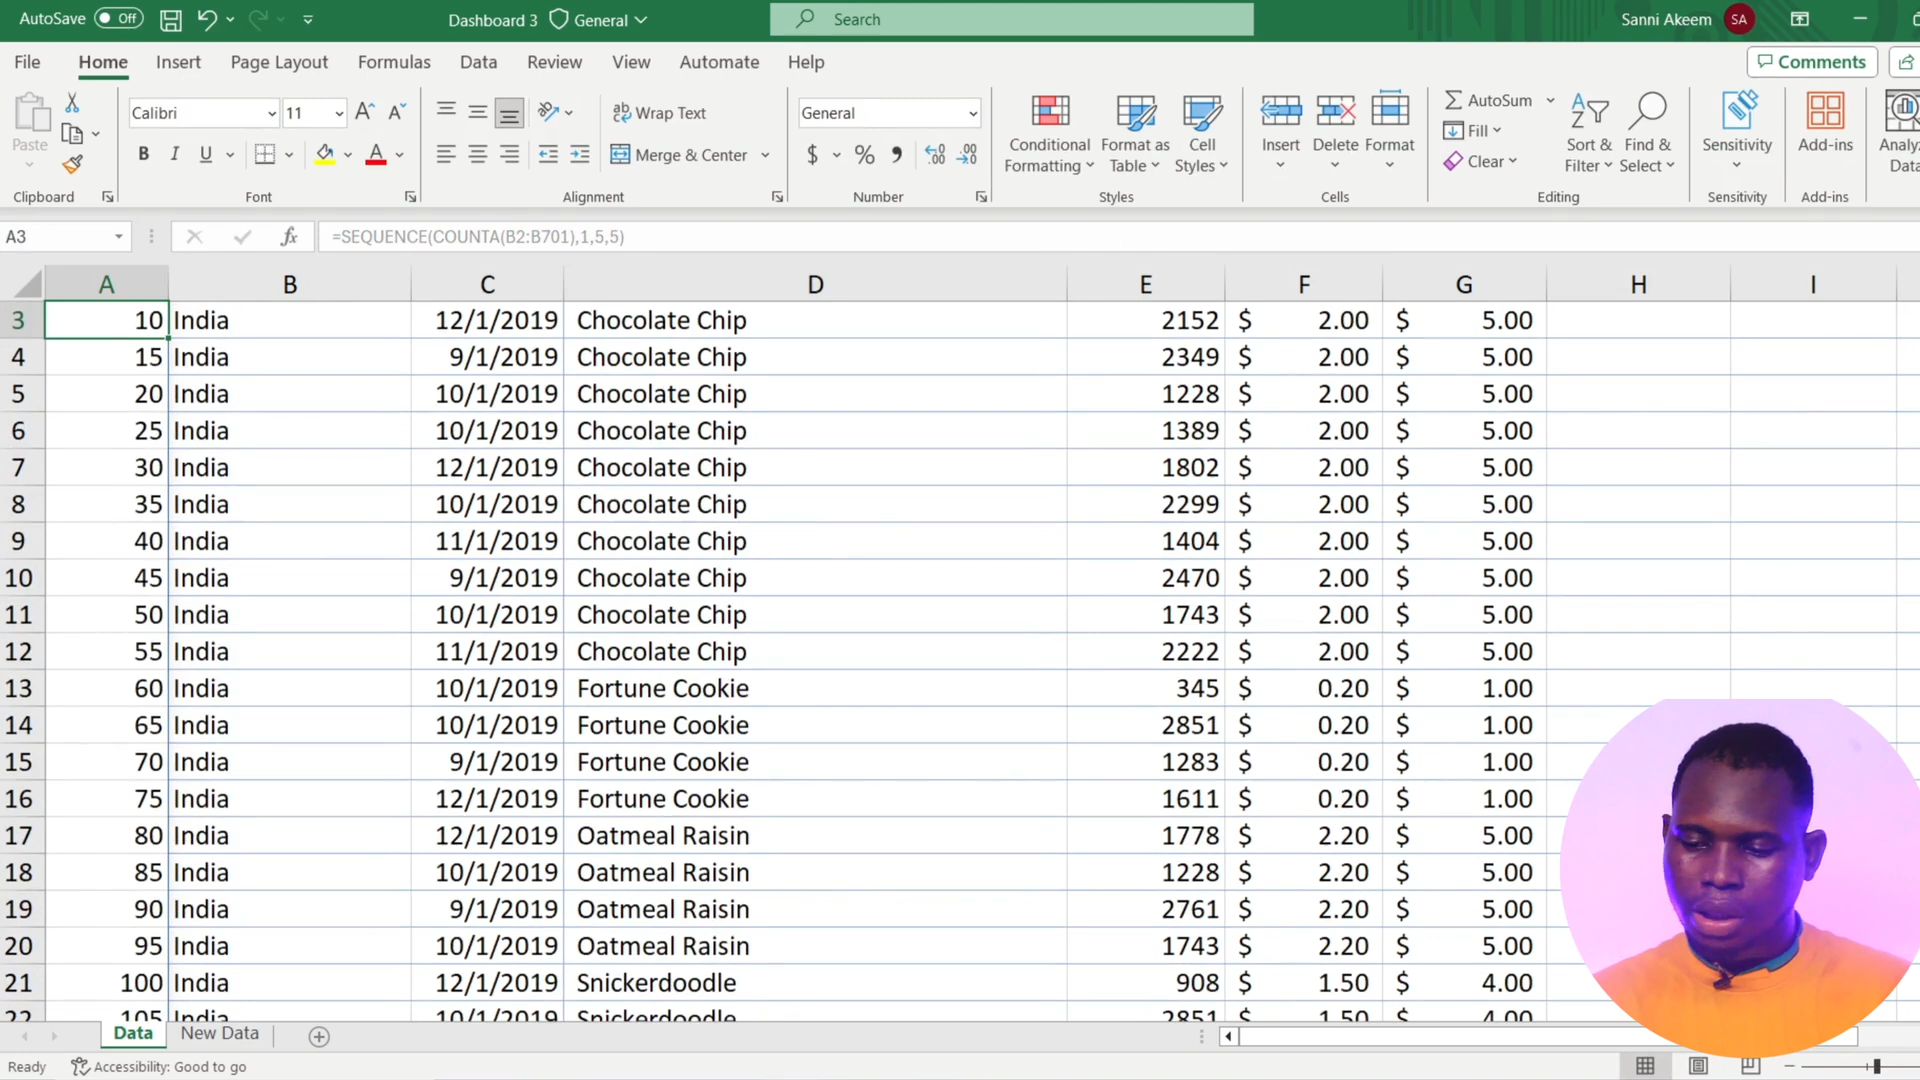 AutoSave Off Dashboard 3 General Search Sanni Akeem SA
File Home Insert Page Layout Formulas Data Review View Automate Help Comments
Paste Calibri 11 Wrap Text General Conditional Formatting Format as Table Cell Styles Insert Delete Format AutoSum Fill Clear Sort & Filter Find & Select Sensitivity Add-ins
B I U Merge & Center $ % 9
Clipboard Font Alignment Number Styles Cells Editing Sensitivity Add-ins
A3 fx =SEQUENCE(COUNTA(B2:B701),1,5,5)
A B C D E F G H I
3 10 India 12/1/2019 Chocolate Chip 2152 $ 2.00 $ 5.00
4 15 India 9/1/2019 Chocolate Chip 2349 $ 2.00 $ 5.00
5 20 India 10/1/2019 Chocolate Chip 1228 $ 2.00 $ 5.00
6 25 India 10/1/2019 Chocolate Chip 1389 $ 2.00 $ 5.00
7 30 India 12/1/2019 Chocolate Chip 1802 $ 2.00 $ 5.00
8 35 India 10/1/2019 Chocolate Chip 2299 $ 2.00 $ 5.00
9 40 India 11/1/2019 Chocolate Chip 1404 $ 2.00 $ 5.00
10 45 India 9/1/2019 Chocolate Chip 2470 $ 2.00 $ 5.00
11 50 India 10/1/2019 Chocolate Chip 1743 $ 2.00 $ 5.00
12 55 India 11/1/2019 Chocolate Chip 2222 $ 2.00 $ 5.00
13 60 India 10/1/2019 Fortune Cookie 345 $ 0.20 $ 1.00
14 65 India 10/1/2019 Fortune Cookie 2851 $ 0.20 $ 1.00
15 70 India 9/1/2019 Fortune Cookie 1283 $ 0.20 $ 1.00
16 75 India 12/1/2019 Fortune Cookie 1611 $ 0.20 $ 1.00
17 80 India 12/1/2019 Oatmeal Raisin 1778 $ 2.20 $ 5.00
18 85 India 10/1/2019 Oatmeal Raisin 1228 $ 2.20 $ 5.00
19 90 India 9/1/2019 Oatmeal Raisin 2761 $ 2.20 $ 5.00
20 95 India 10/1/2019 Oatmeal Raisin 1743 $ 2.20 $ 5.00
21 100 India 12/1/2019 Snickerdoodle 908 $ 1.50 $ 4.00
22 105 India 10/1/2019 Snickerdoodle 2851 $ 1.50 $ 4.00
Data New Data
Ready Accessibility: Good to go